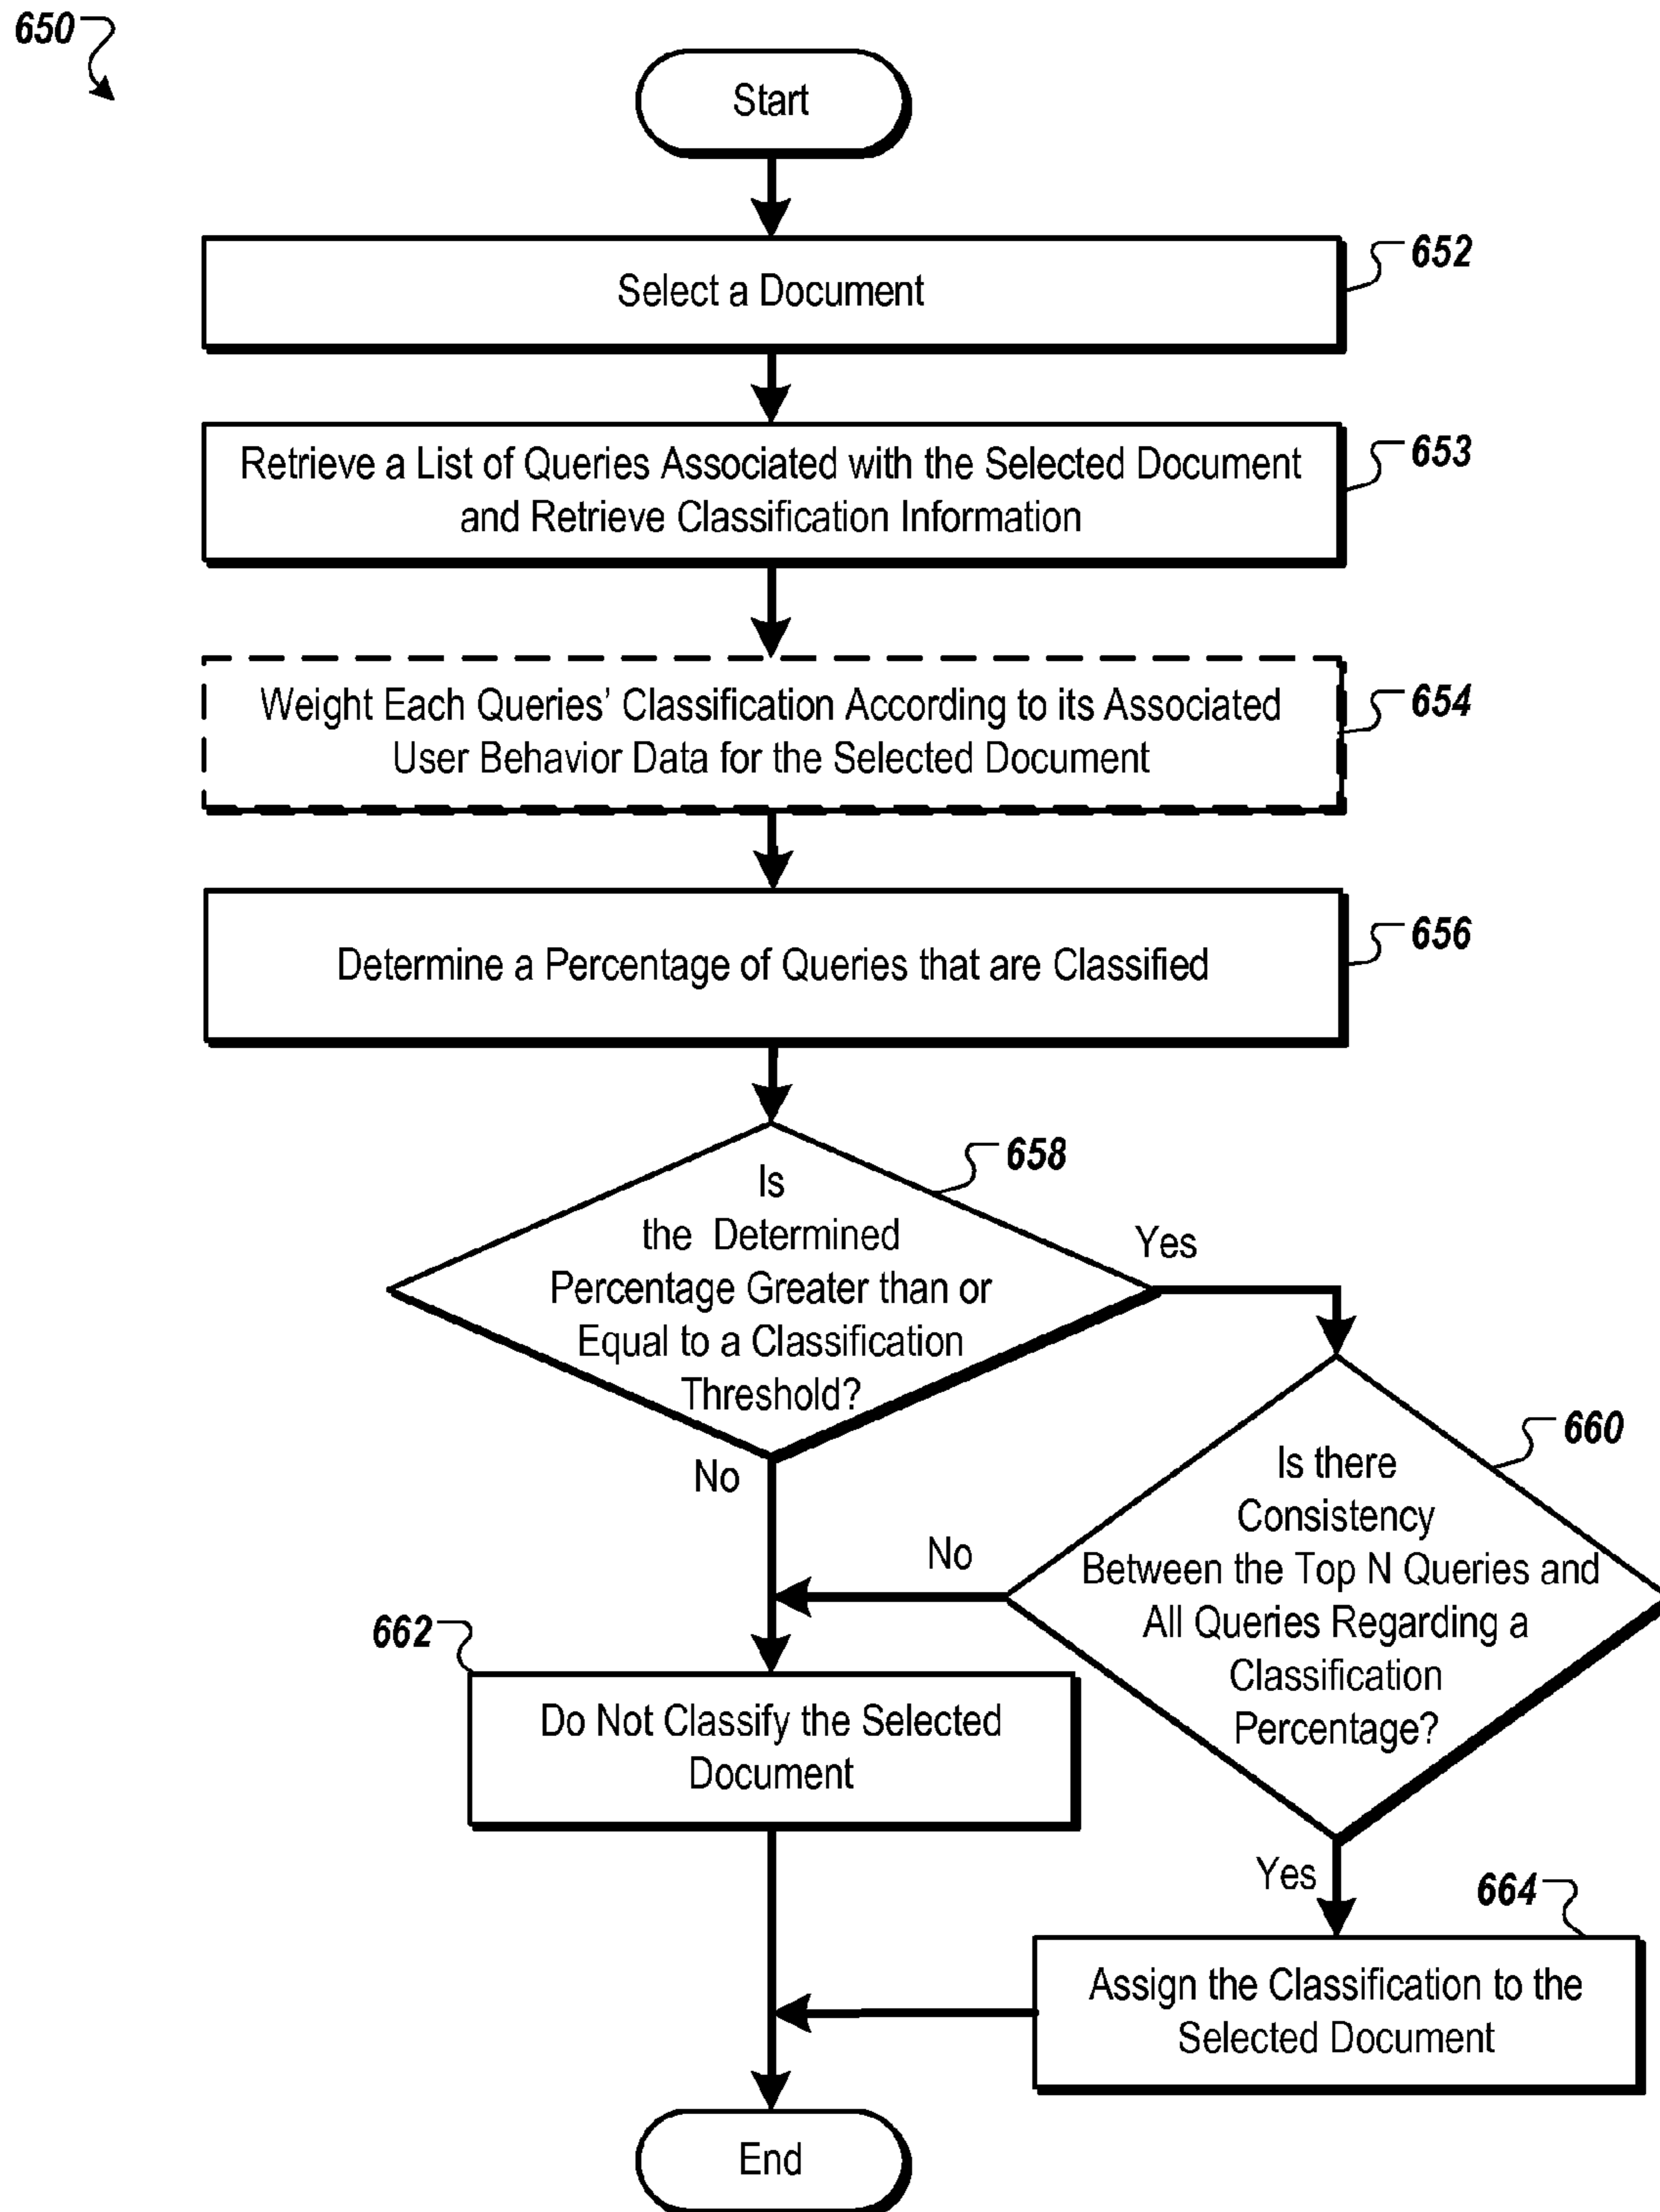 650
Start
Select a Document
652
Retrieve a List of Queries Associated with the Selected Document
and Retrieve Classification Information
653
Weight Each Queries’ Classification According to its Associated
User Behavior Data for the Selected Document
654
Determine a Percentage of Queries that are Classified
656
658
Is
the Determined
Percentage Greater than or
Equal to a Classification
Threshold?
Yes
No
660
Is there
Consistency
Between the Top N Queries and
All Queries Regarding a
Classification
Percentage?
No
Yes
662
Do Not Classify the Selected
Document
664
Assign the Classification to the
Selected Document
End